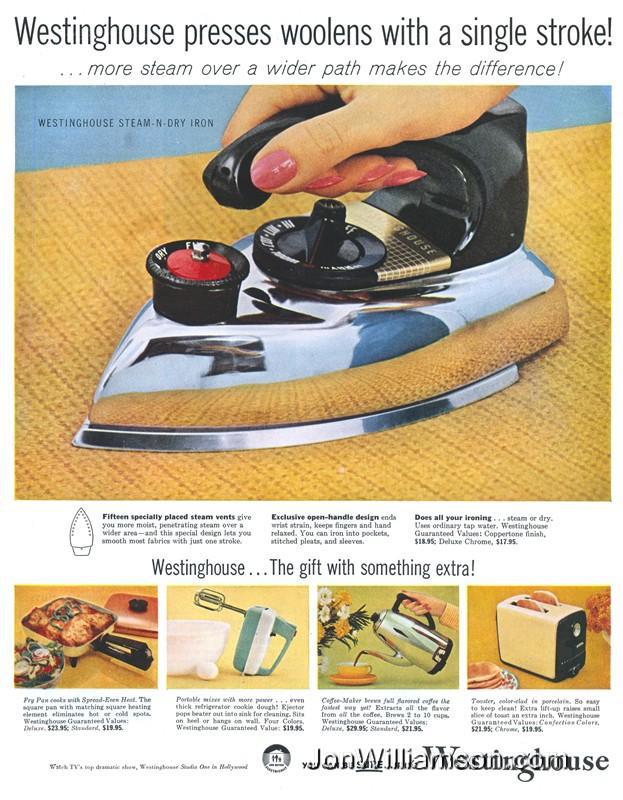 Westinghouse presses woolens with a single stroke!
...more steam over a wider path makes the difference!
WESTINGHOUSE STEAM-N-DRY IRON
DRY
Fifteen specially placed steam vents give
you more moist, penetrating steam over a
wider area—and this special design lets you
smooth most fabrics with just one stroke.
Exclusive open-handle design ends
wrist strain, keeps fingers and hand
relaxed. You can iron into pockets,
stitched pleats, and sleeves.
Does all your ironing . . . steam or dry.
Uses ordinary tap water. Westinghouse
Guaranteed Values: Coppertone finish,
$18.95; Deluxe Chrome, $17.95.
Westinghouse...The gift with something extra!
Fry Pan cooks with Spread-Even Heat. The
square pan with matching square heating
element eliminates hot or cold spots.
Westinghouse Guaranteed Values:
Deluxe, $23.95; Standard, $19.95.
Portable mixer with more power . . . even
thick refrigerator cookie dough! Ejector
pops beater out into sink for cleaning. Sits
on heel or hangs on wall. Four Colors.
Westinghouse Guaranteed Value: $19.95.
Coffee-Maker brews full flavored coffee the
fastest way yet! Extracts all the flavor
from all the coffee. Brews 2 to 10 cups.
Westinghouse Guaranteed Values:
Deluxe, $29.95; Standard, $21.95.
Toaster, color-clad in porcelain. So easy
to keep clean! Extra lift-up raises small
slice of toast an extra inch. Westinghouse
Guaranteed Values: Confection Colors,
$21.95; Chrome, $19.95.
Watch TV's top dramatic show, Westinghouse Studio One in Hollywood
Westinghouse